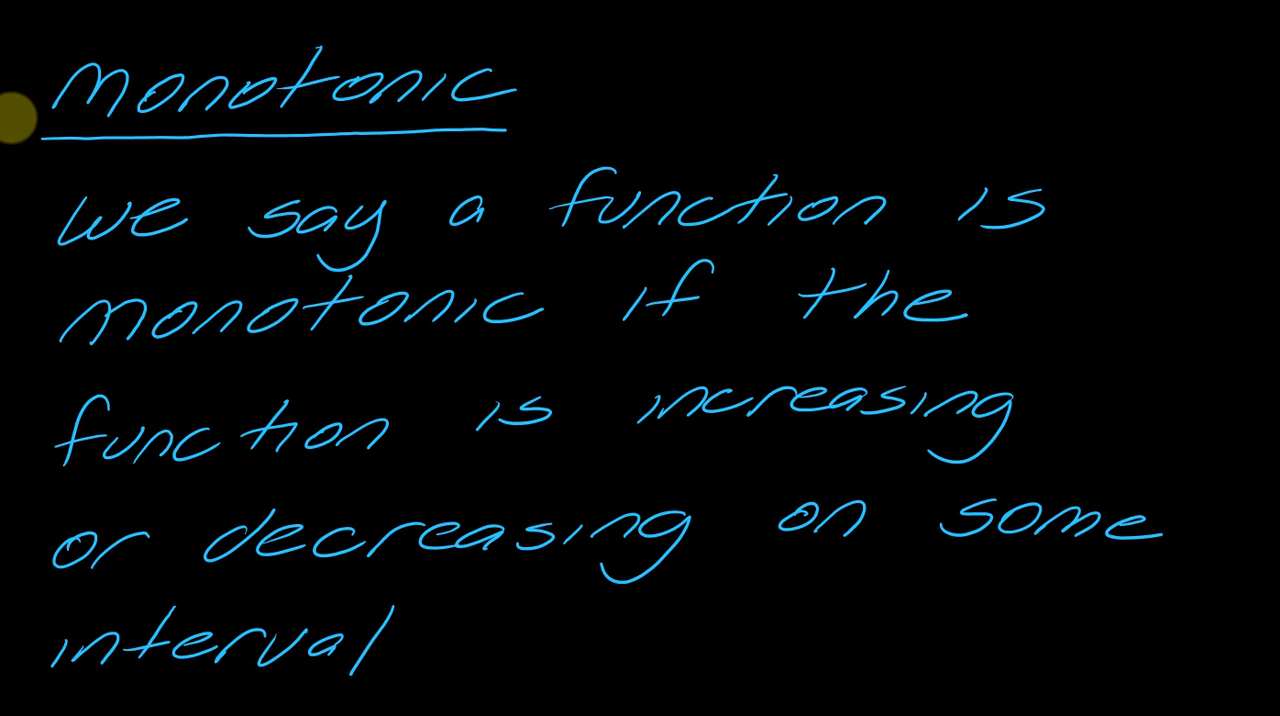 monotonic
we say a function is
monotonic if the
function is increasing
or decreasing on some
interval